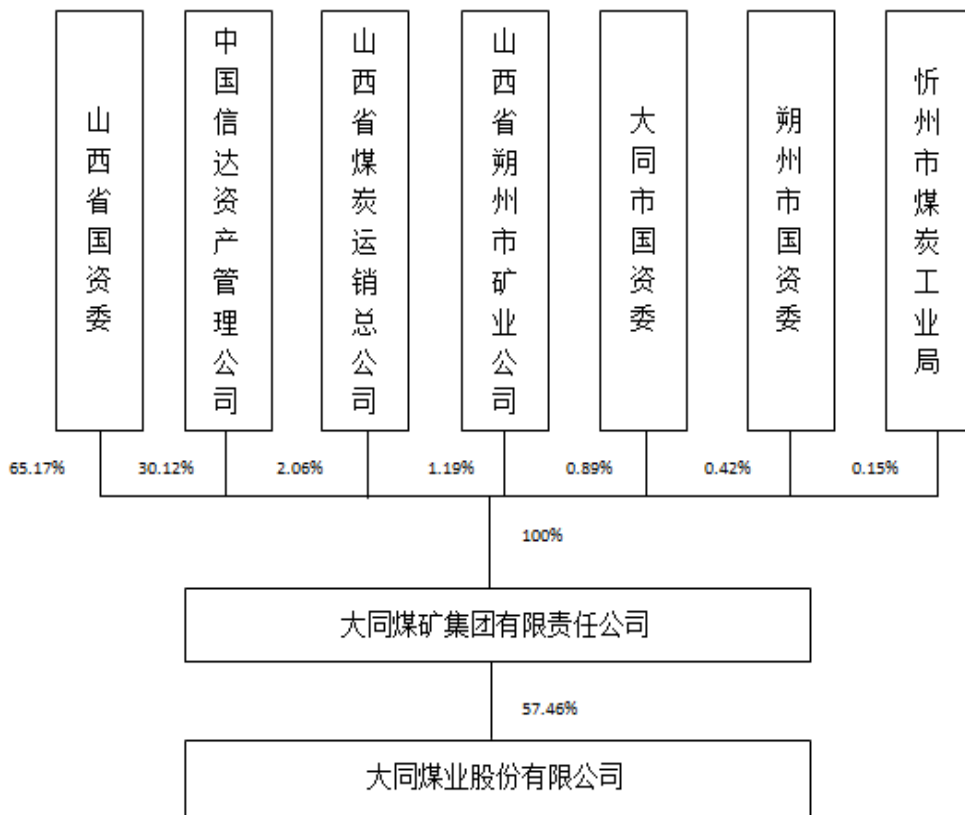 山西省国资委
中国信达资产管理公司
山西省煤炭运销总公司
山西省朔州市矿业公司
大同市国资委
朔州市国资委
忻州市煤炭工业局
65.17%
30.12%
2.06%
1.19%
0.89%
0.42%
0.15%
100%
大同煤矿集团有限责任公司
57.46%
大同煤业股份有限公司